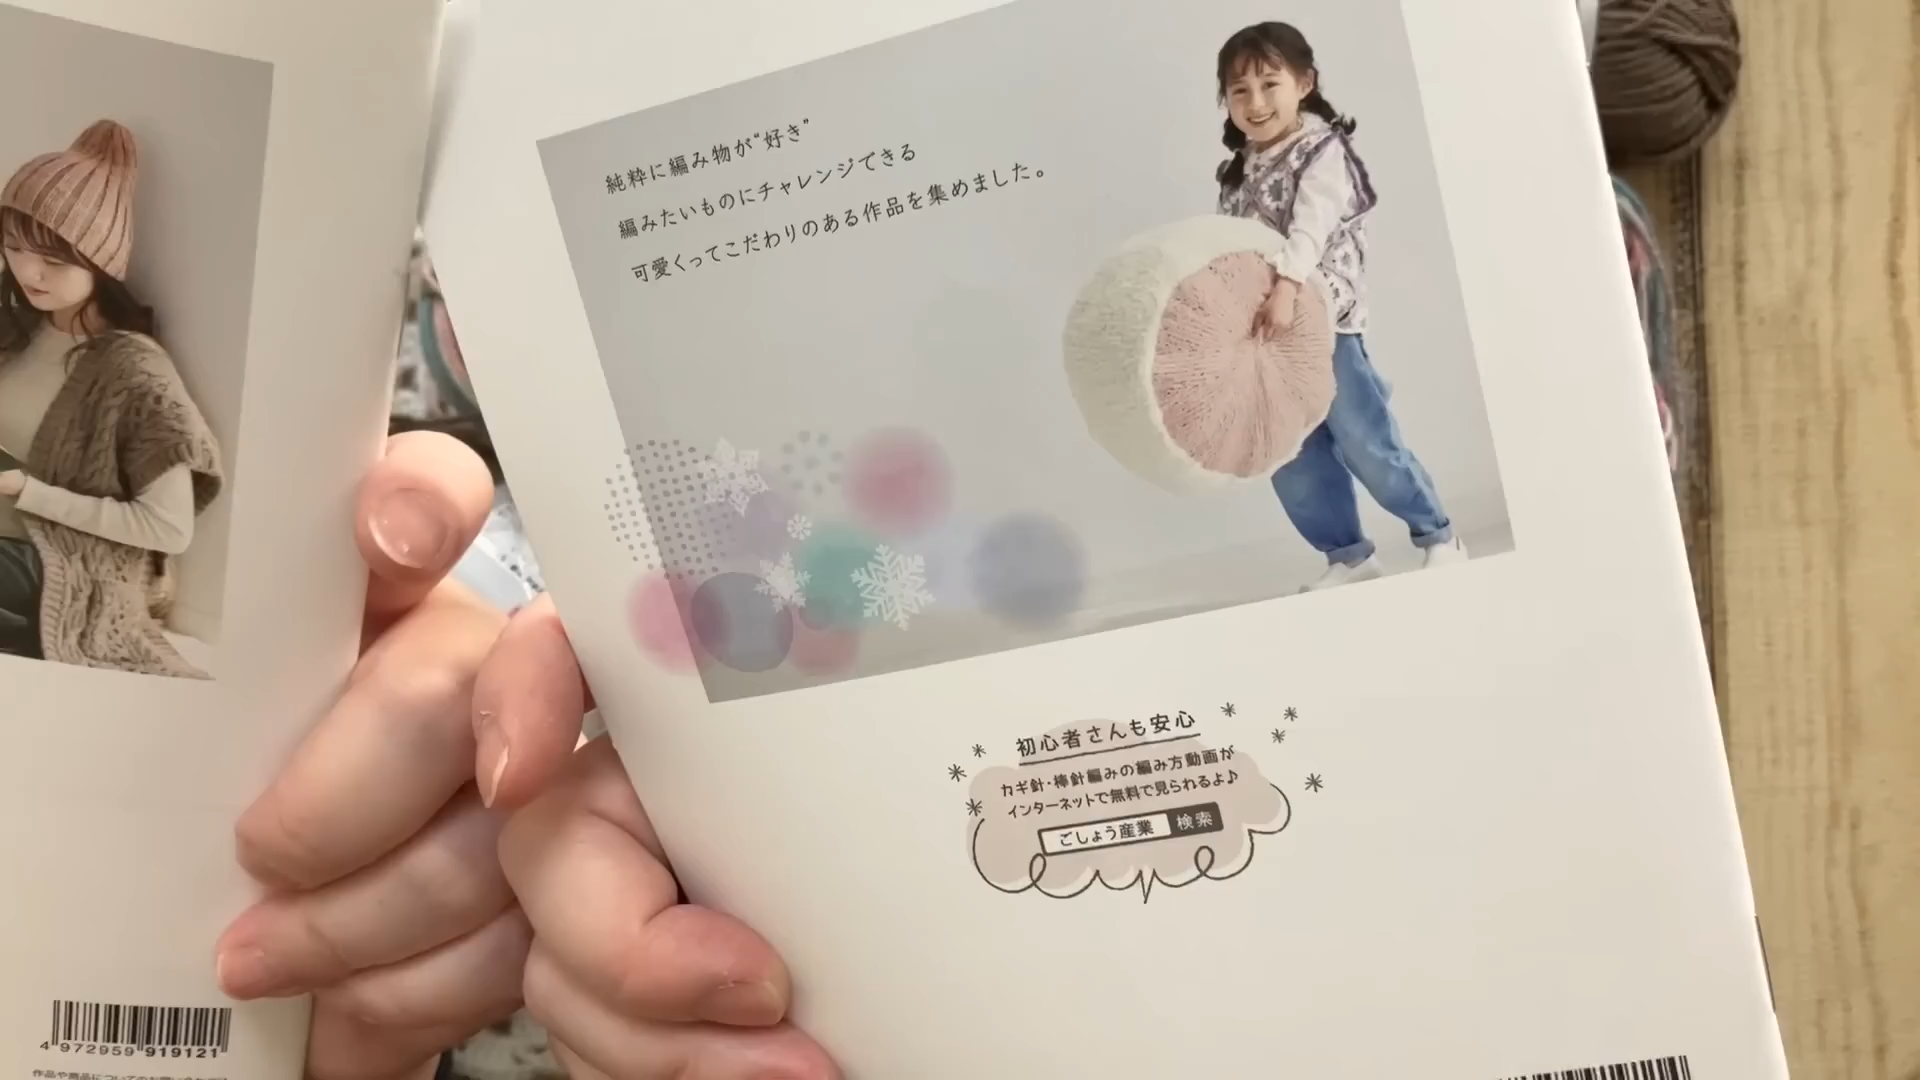 純粋に編み物が“好き”
編みたいものにチャレンジできる
可愛くってこだわりのある作品を集めました。
初心者さんも安心
カギ針・棒針編みの編み方動画が
インターネットで無料で見られるよ♪
ごしょう産業 検索
4 972959 919121